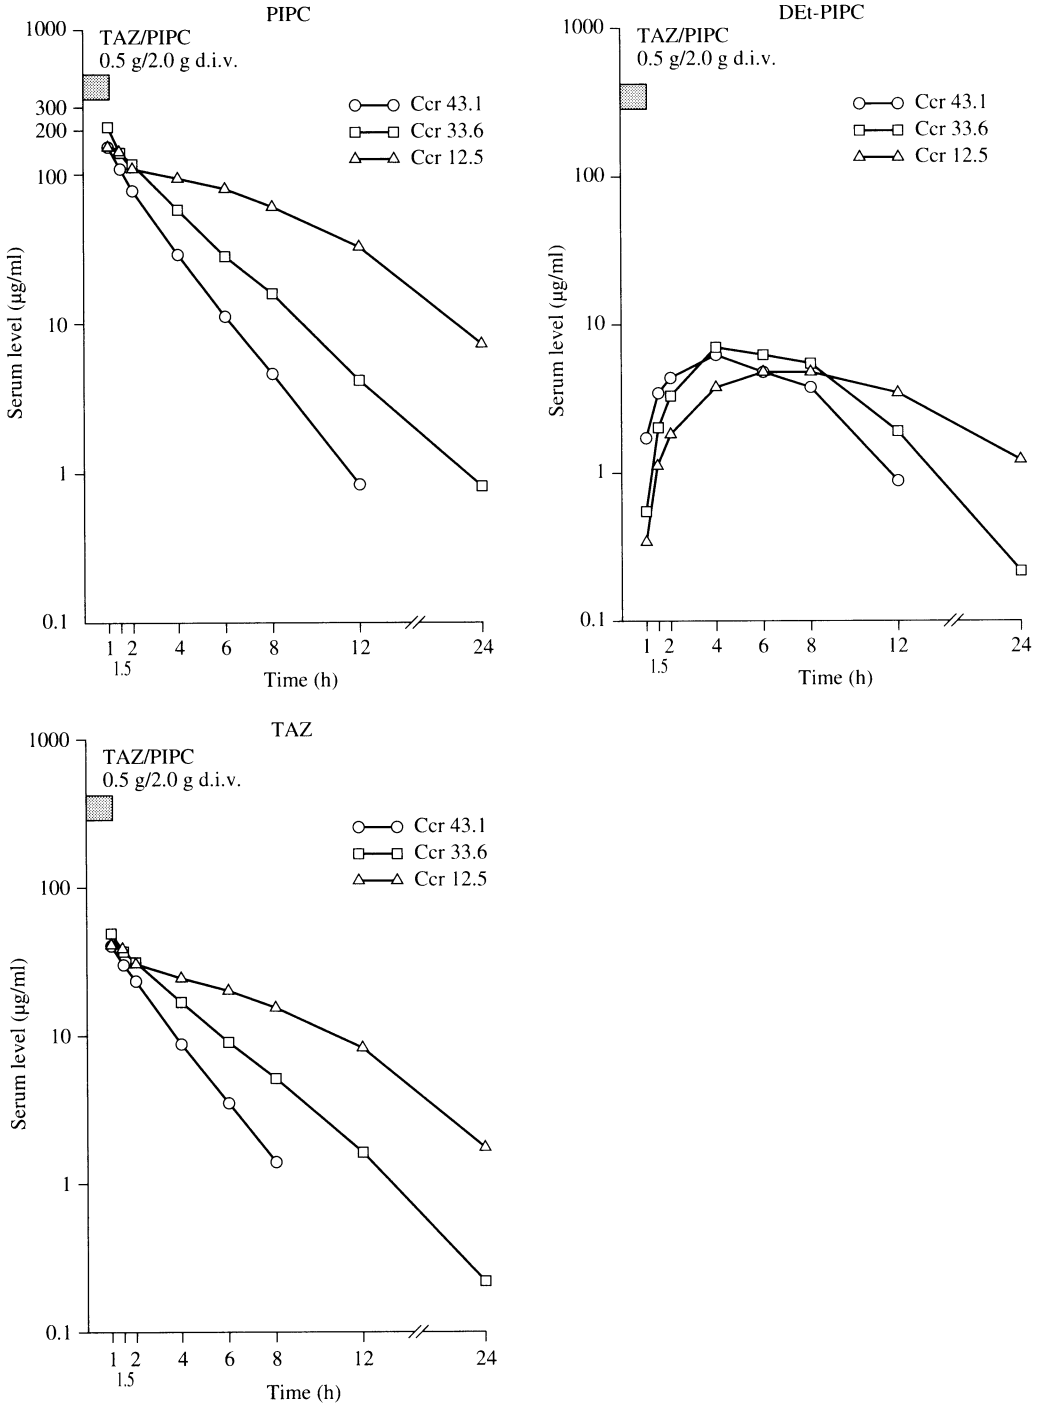 PIPC
1000
TAZ/PIPC
0.5 g/2.0 g d.i.v.
300
200
100
10
1
0.1
Ccr 43.1
Ccr 33.6
Ccr 12.5
Serum level (μg/ml)
1 2 4 6 8 12 24
1.5
Time (h)
DEt-PIPC
1000
TAZ/PIPC
0.5 g/2.0 g d.i.v.
100
10
1
0.1
Ccr 43.1
Ccr 33.6
Ccr 12.5
Serum level (μg/ml)
1 2 4 6 8 12 24
1.5
Time (h)
TAZ
1000
TAZ/PIPC
0.5 g/2.0 g d.i.v.
100
10
1
0.1
Ccr 43.1
Ccr 33.6
Ccr 12.5
Serum level (μg/ml)
1 2 4 6 8 12 24
1.5
Time (h)